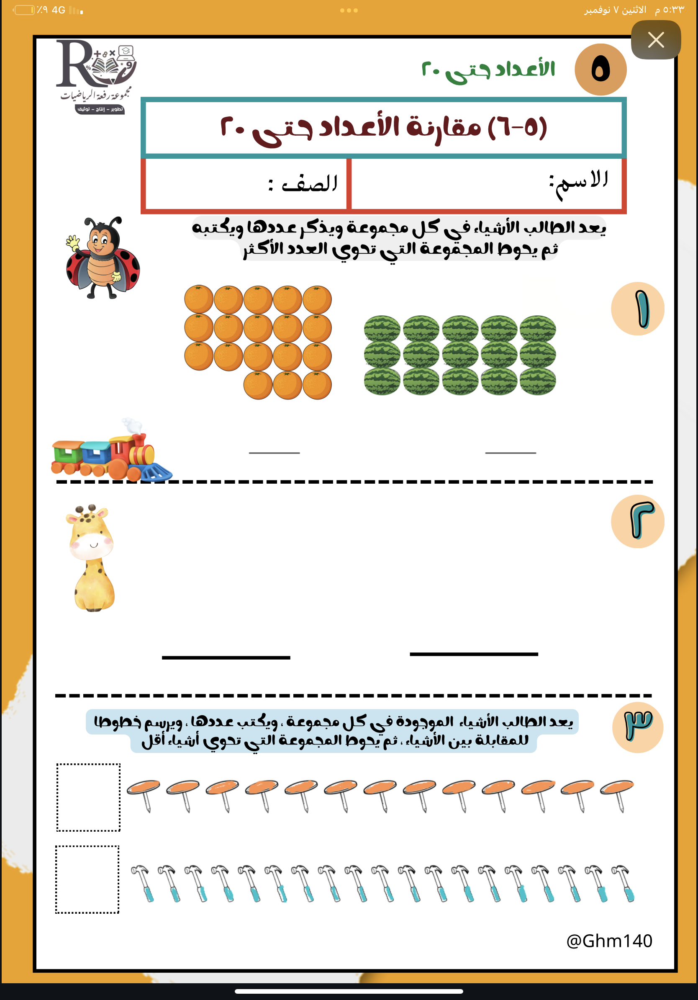 ٥:٣٣ م الاثنين ٧ نوفمبر
٩٪ 4G
٥
الأعداد حتى ٢٠
R
مجموعة رفعة الرياضيات
تطوير - إنتاج - توثيق
(٥-٦) مقارنة الأعداد حتى ٢٠
الاسم:
الصف :
يعد الطالب الأشياء في كل مجموعة ويذكر عددها ويكتبه
ثم يحوط المجموعة التي تحوي العدد الأكثر
١
٢
٣
يعد الطالب الأشياء الموجودة في كل مجموعة ، ويكتب عددها ، ويرسم خطوطا
للمقابلة بين الأشياء ، ثم يحوط المجموعة التي تحوي أشياء أقل
@Ghm140